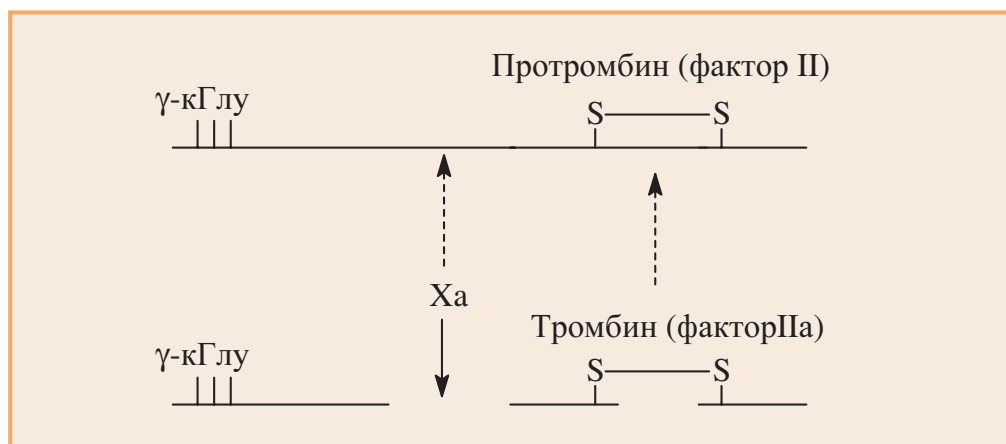 Протромбин (фактор II)
γ-кГлу
S S
Xa
Тромбин (факторIIa)
γ-кГлу
S S